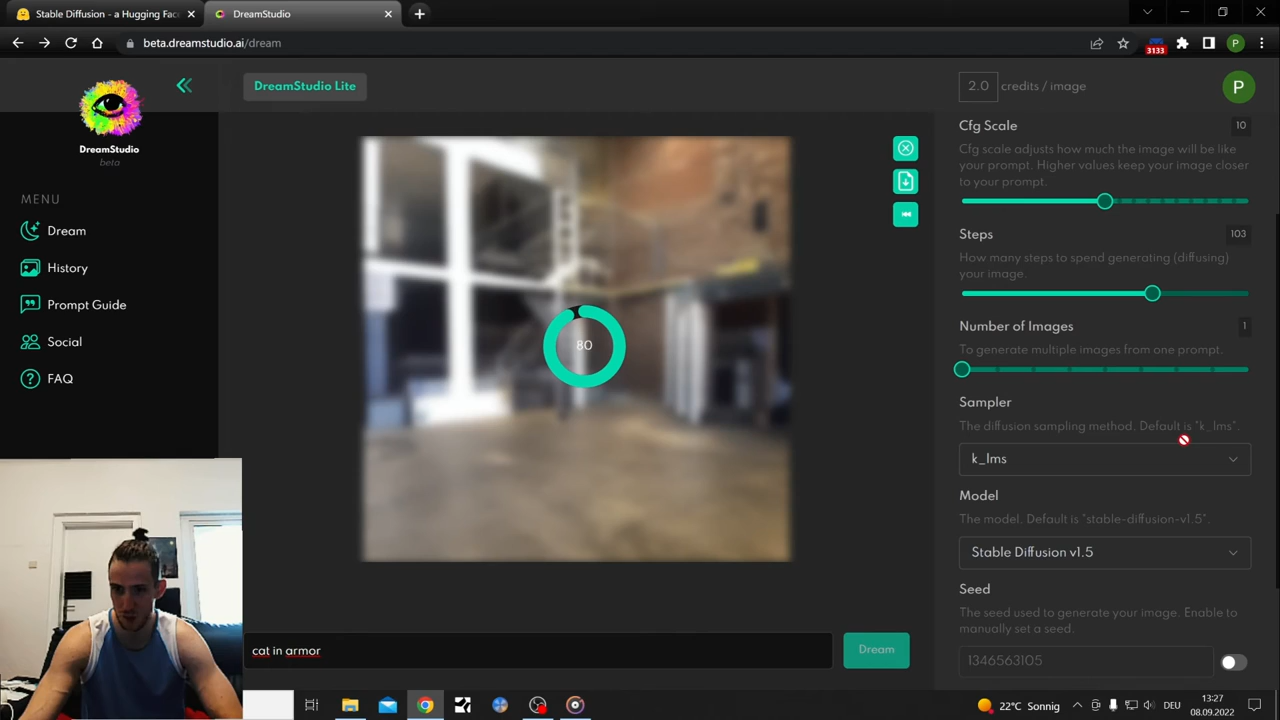 Stable Diffusion - a Hugging Fac
DreamStudio
beta.dreamstudio.ai/dream
3133
P
DreamStudio
beta
MENU
Dream
History
Prompt Guide
Social
FAQ
DreamStudio Lite
80
cat in armor
Dream
2.0 credits / image
P
Cfg Scale 10
Cfg scale adjusts how much the image will be like
your prompt. Higher values keep your image closer
to your prompt.
Steps 103
How many steps to spend generating (diffusing)
your image.
Number of Images 1
To generate multiple images from one prompt.
Sampler
The diffusion sampling method. Default is "k_lms".
k_lms
Model
The model. Default is "stable-diffusion-v1.5".
Stable Diffusion v1.5
Seed
The seed used to generate your image. Enable to
manually set a seed.
1346563105
22°C Sonnig
DEU
13:27
08.09.2022